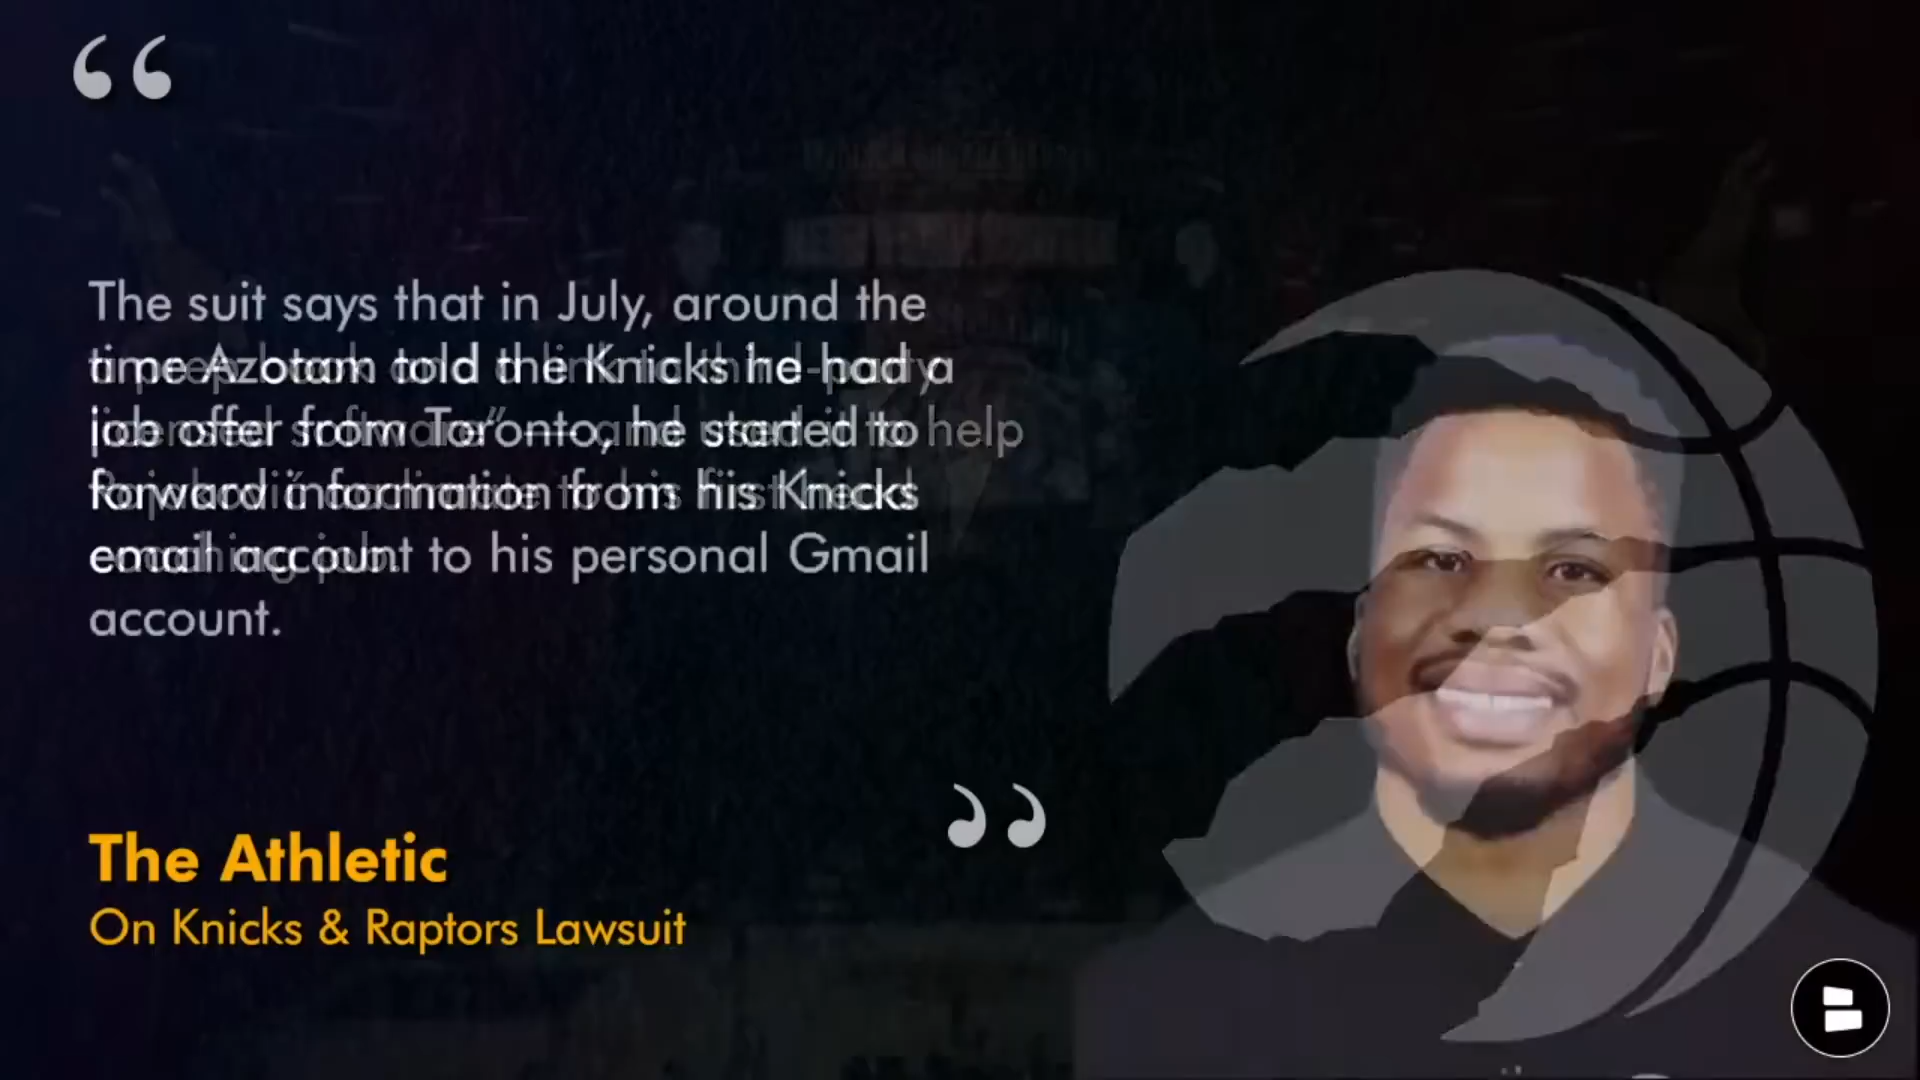 “
The suit says that in July, around the
time Azotam told the Knicks he had a
job offer from Toronto, he started to help
forward information from his Knicks
email account to his personal Gmail
account.
”
The Athletic
On Knicks & Raptors Lawsuit